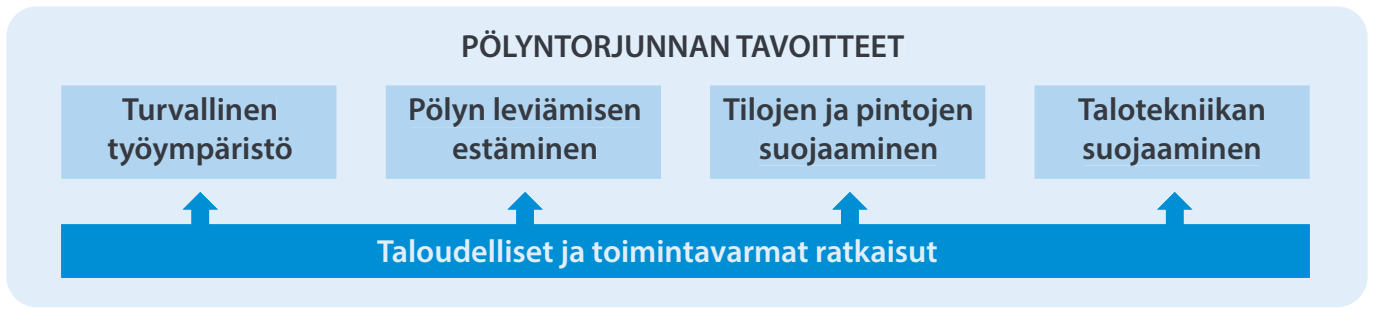 PÖLYNTORJUNNAN TAVOITTEET
Turvallinen
työympäristö
Pölyn leviämisen
estäminen
Tilojen ja pintojen
suojaaminen
Talotekniikan
suojaaminen
Taloudelliset ja toimintavarmat ratkaisut